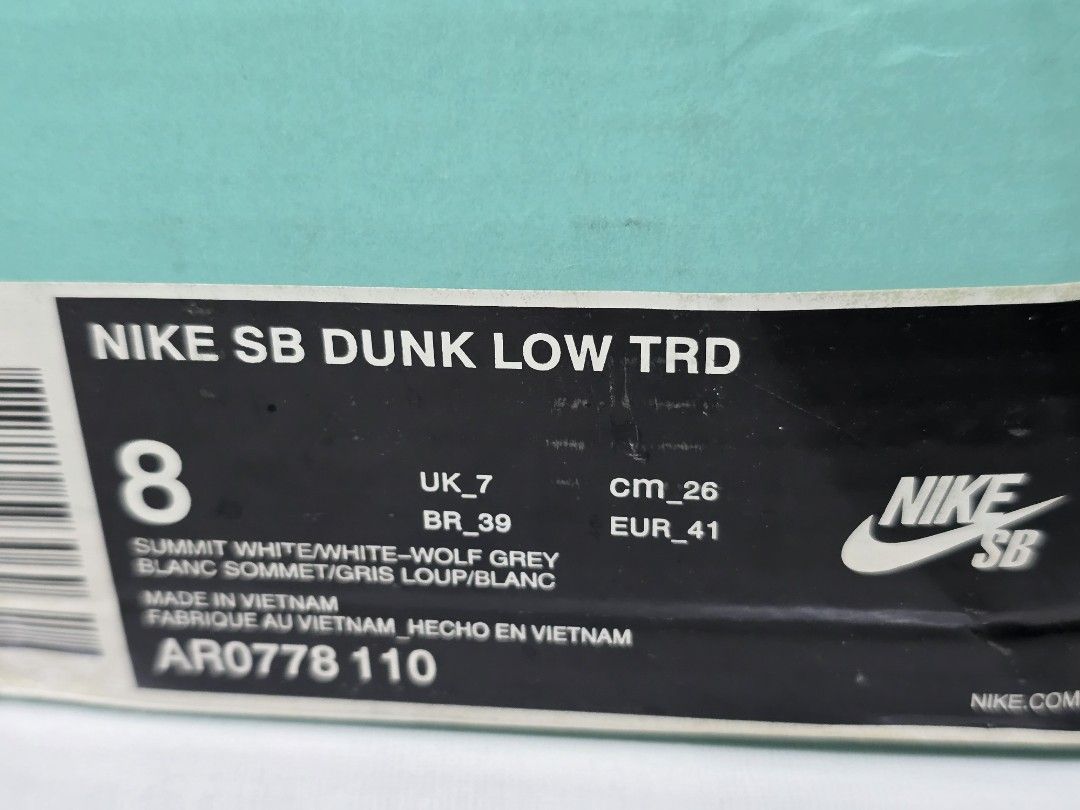 NIKE SB DUNK LOW TRD
8
UK_7
cm_26
BR_39
EUR_41
NIKE
SB
SUMMIT WHITE/WHITE-WOLF GREY
BLANC SOMMET/GRIS LOUP/BLANC
MADE IN VIETNAM
FABRIQUE AU VIETNAM_HECHO EN VIETNAM
AR0778 110
NIKE.COM